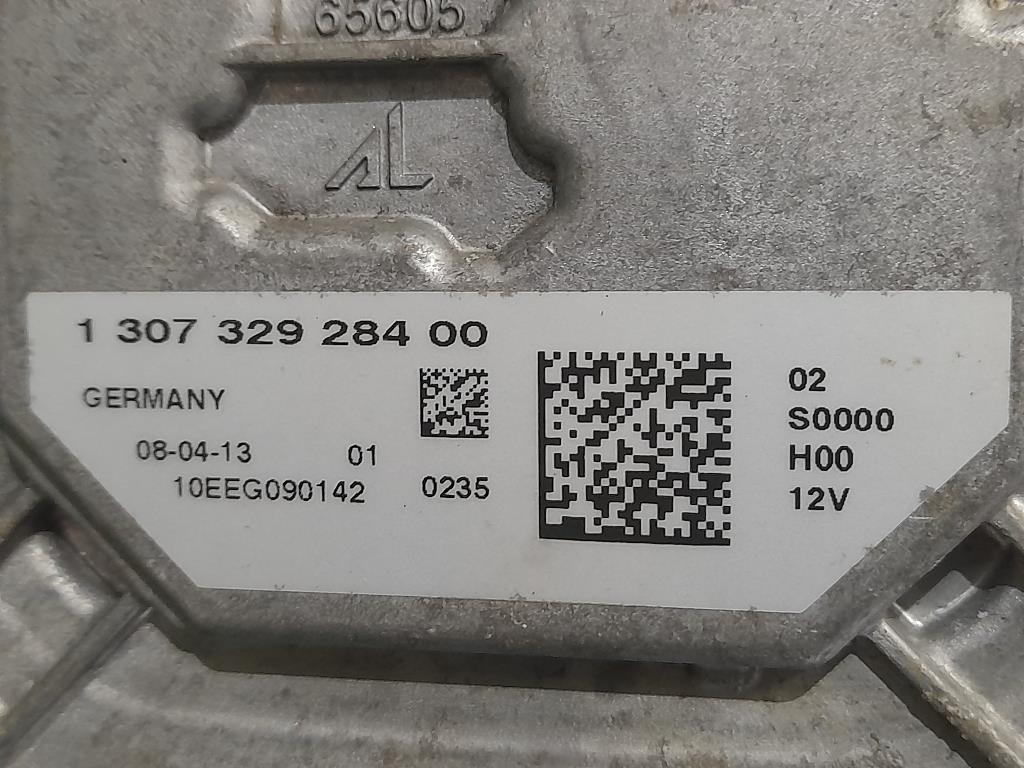 65605
AL
1 307 329 284 00
GERMANY
02
S0000
08-04-13 01
H00
10EEG090142 0235
12V